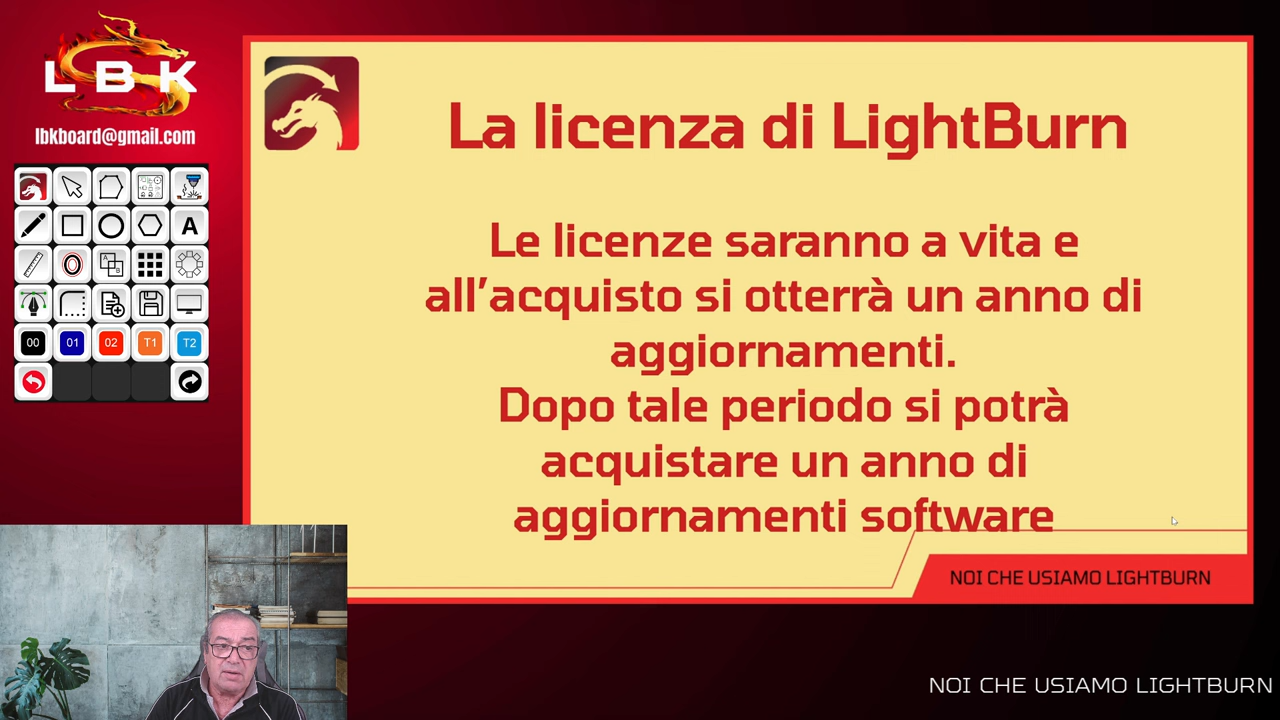 LBK
lbkboard@gmail.com
A
A
B
00
01
02
T1
T2
La licenza di LightBurn
Le licenze saranno a vita e
all'acquisto si otterrà un anno di
aggiornamenti.
Dopo tale periodo si potrà
acquistare un anno di
aggiornamenti software
NOI CHE USIAMO LIGHTBURN
NOI CHE USIAMO LIGHTBURN